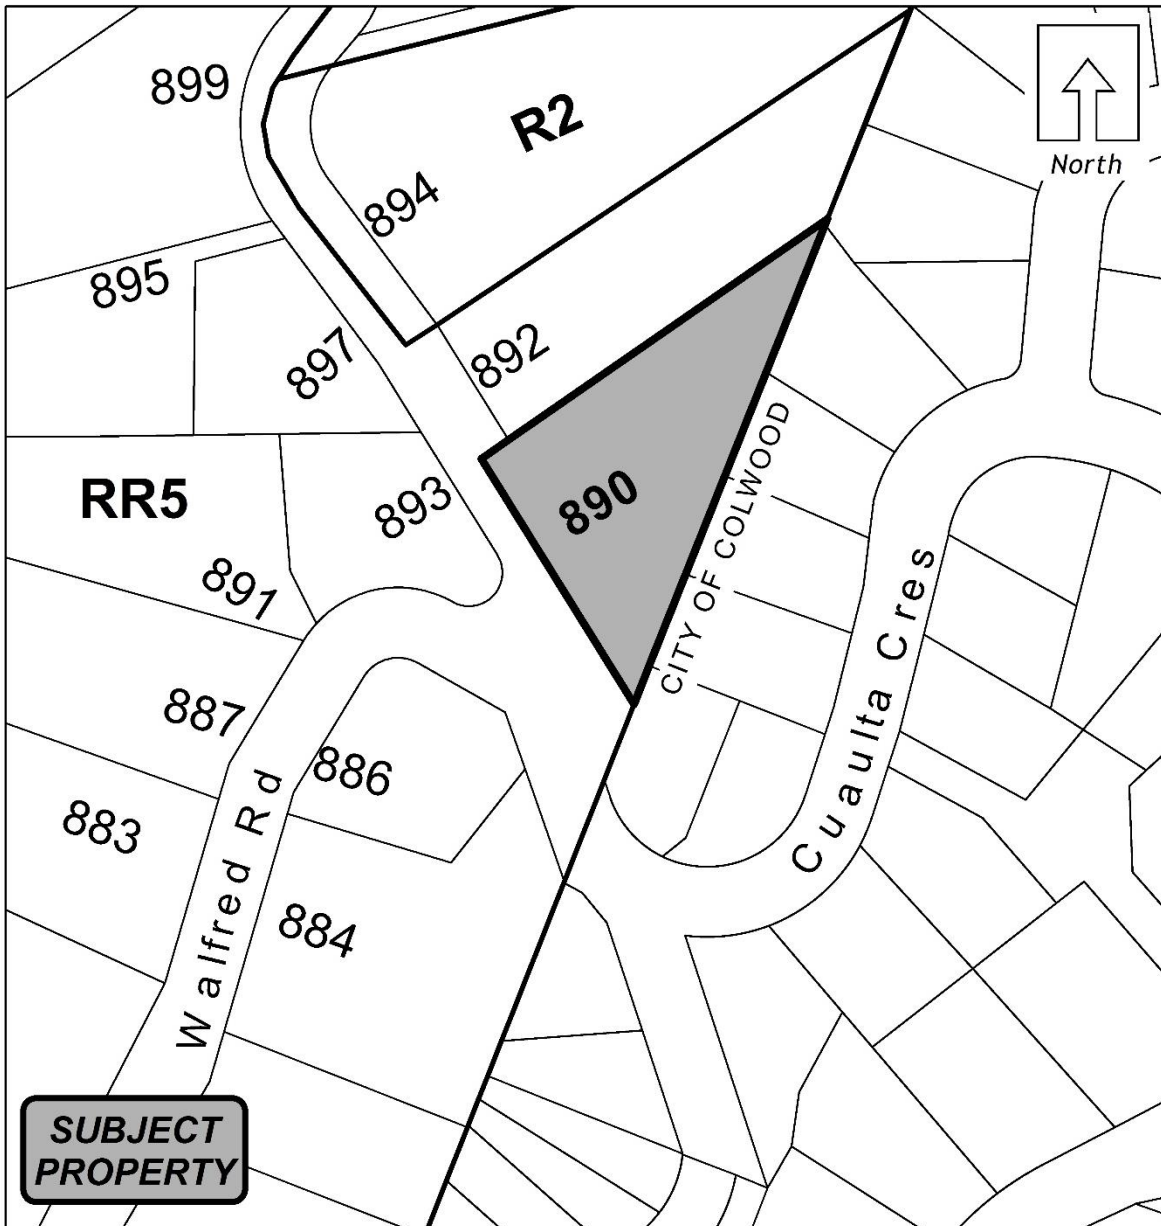 899
R2
North
894
895
892
897
890
RR5
893
CITY OF COLWOOD
891
Cuaulta Cres
887
886
883
Walfred Rd
884
SUBJECT
PROPERTY